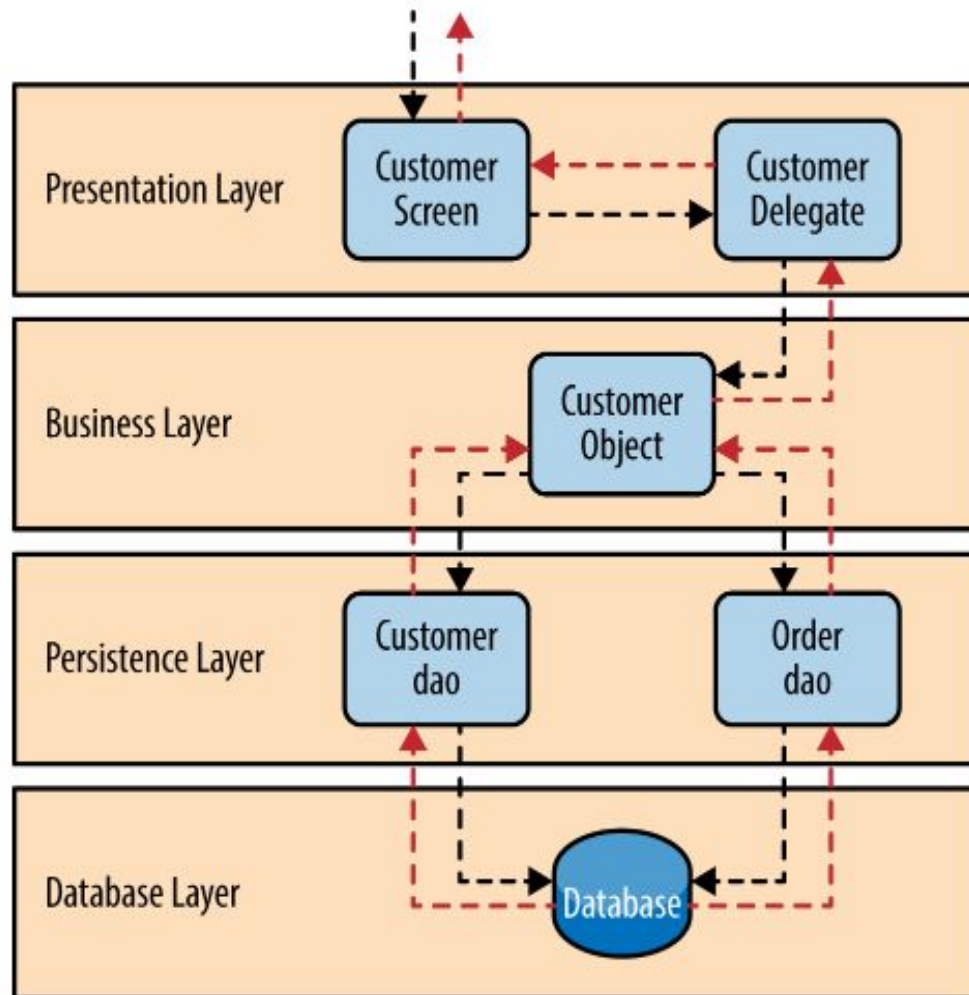 Presentation Layer
Customer
Screen
Customer
Delegate
Business Layer
Customer
Object
Persistence Layer
Customer
dao
Order
dao
Database Layer
Database